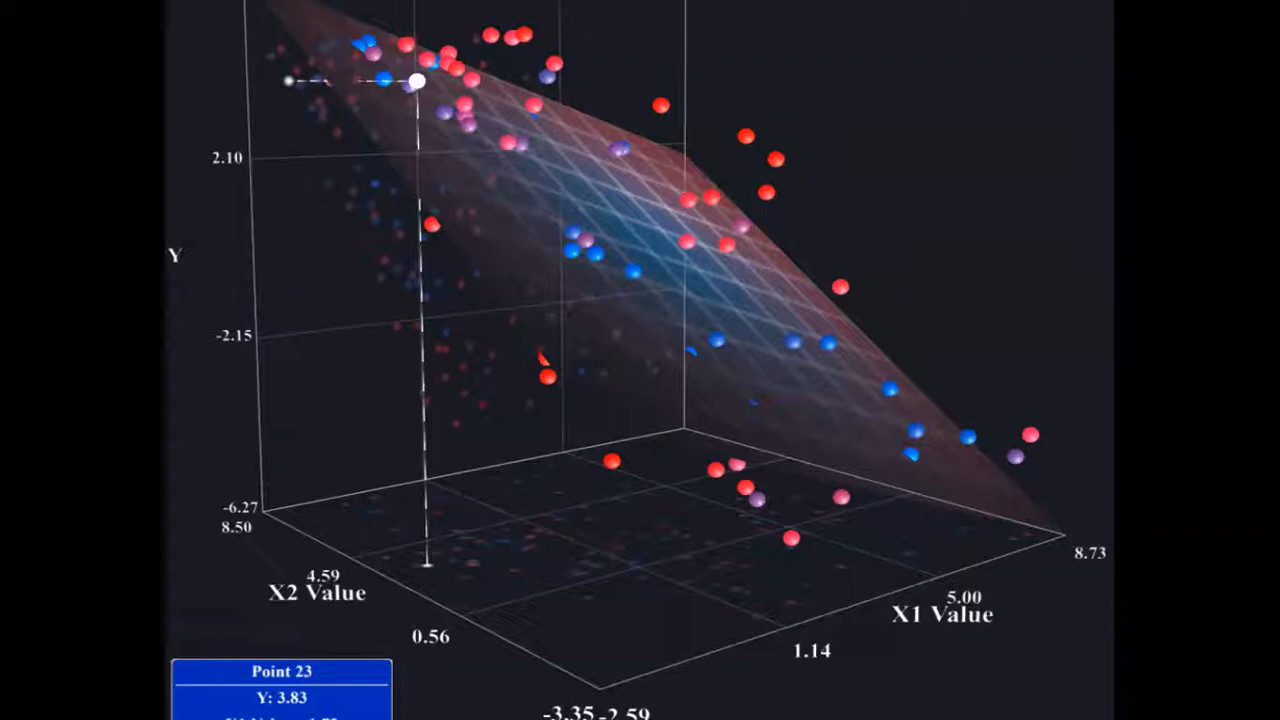 2.10
Y
-2.15
-6.27
8.50
4.59
X2 Value
0.56
-3.35
-2.59
1.14
X1 Value
5.00
8.73
Point 23
Y: 3.83